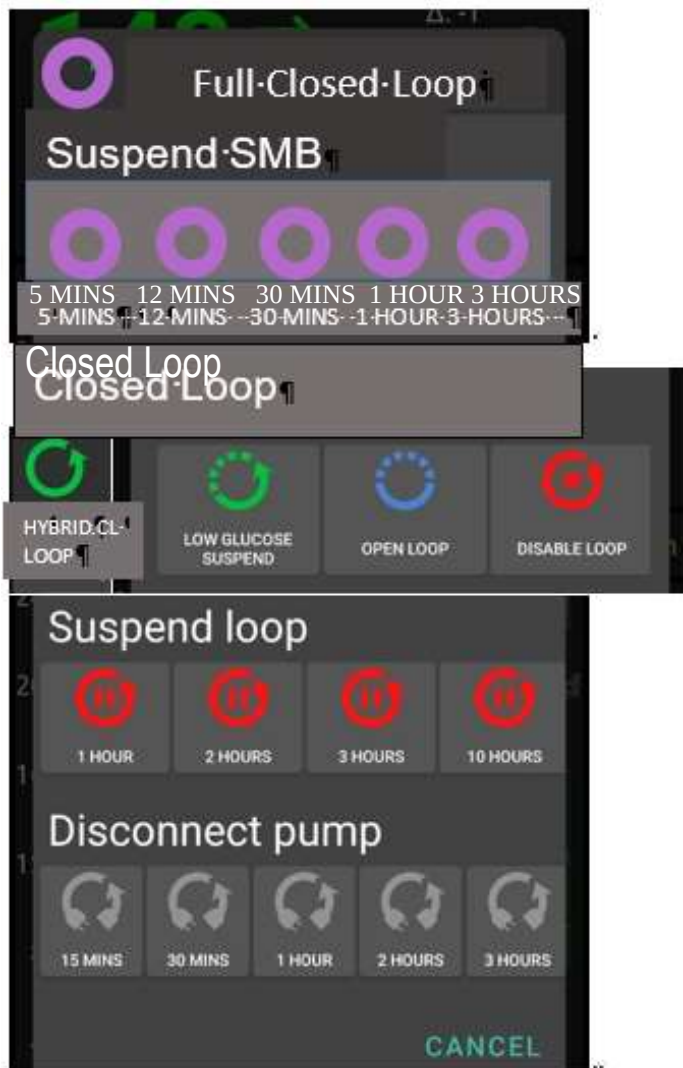 Δ: -1
Full·Closed·Loop¶
Suspend·SMB¶
5 MINS 12 MINS 30 MINS 1 HOUR 3 HOURS
5·MINS¶·12·MINS···30·MINS··1·HOUR·3·HOURS···¶
Closed Loop
Closed·Loop¶
HYBRID.CL-
LOOP¶
LOW GLUCOSE
SUSPEND
OPEN LOOP
DISABLE LOOP
Suspend loop
1 HOUR 2 HOURS 3 HOURS 10 HOURS
Disconnect pump
15 MINS 30 MINS 1 HOUR 2 HOURS 3 HOURS
CANCEL